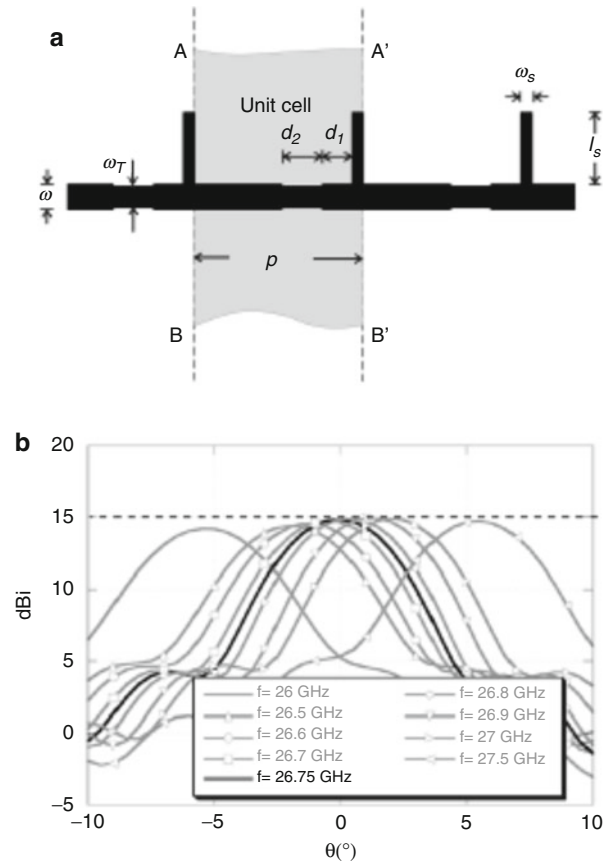 a
A A'
ωs
Unit cell
d2 d1
ls
ωT
ω
p
B B'
b
20
15
10
5
0
−5
dBi
f= 26 GHz
f= 26.5 GHz
f= 26.6 GHz
f= 26.7 GHz
f= 26.75 GHz
f= 26.8 GHz
f= 26.9 GHz
f= 27 GHz
f= 27.5 GHz
−10 −5 0 5 10
θ(°)